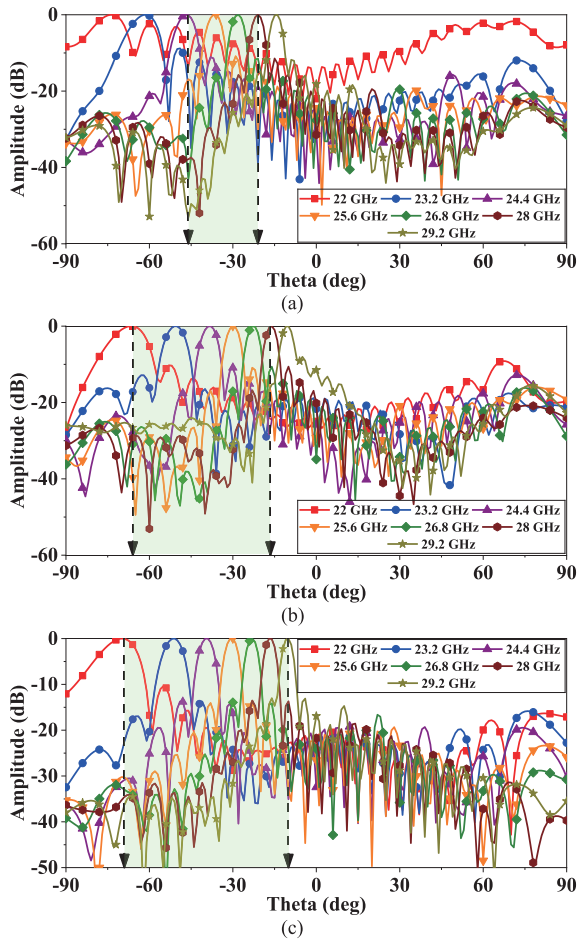 0
-20
-40
-60
Amplitude (dB)
22 GHz 23.2 GHz 24.4 GHz
25.6 GHz 26.8 GHz 28 GHz
29.2 GHz
-90 -60 -30 0 30 60 90
Theta (deg)
(a)
0
-20
-40
-60
Amplitude (dB)
22 GHz 23.2 GHz 24.4 GHz
25.6 GHz 26.8 GHz 28 GHz
29.2 GHz
-90 -60 -30 0 30 60 90
Theta (deg)
(b)
0
-10
-20
-30
-40
-50
Amplitude (dB)
22 GHz 23.2 GHz 24.4 GHz
25.6 GHz 26.8 GHz 28 GHz
29.2 GHz
-90 -60 -30 0 30 60 90
Theta (deg)
(c)